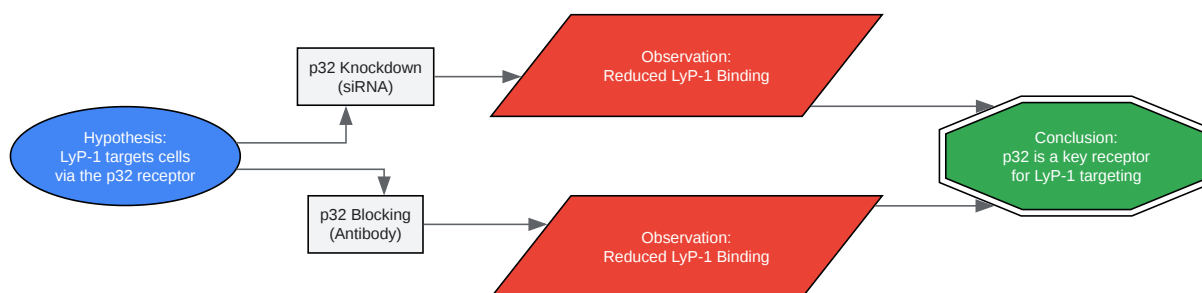 Hypothesis:
LyP-1 targets cells
via the p32 receptor
p32 Knockdown
(siRNA)
Observation:
Reduced LyP-1 Binding
p32 Blocking
(Antibody)
Observation:
Reduced LyP-1 Binding
Conclusion:
p32 is a key receptor
for LyP-1 targeting